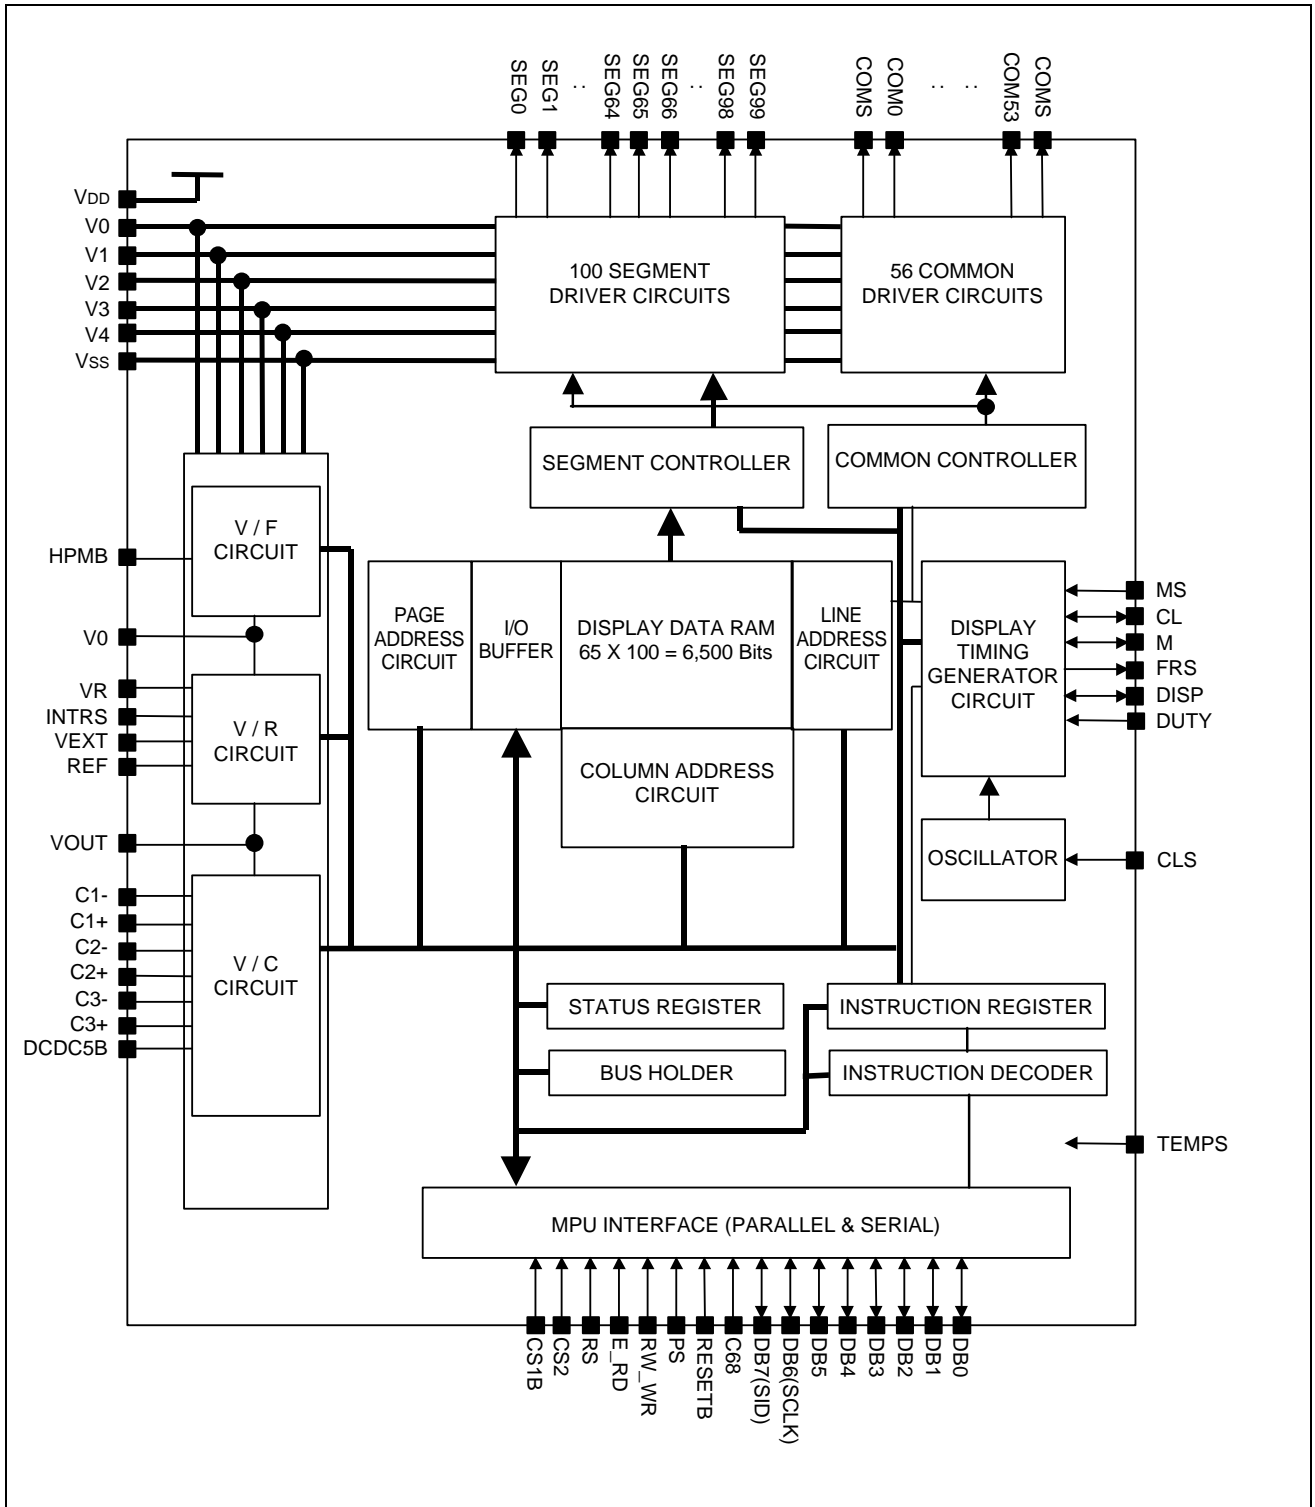 SEG0
SEG1
..
SEG64
SEG65
SEG66
..
SEG98
SEG99
COMS
COM0
..
..
COM53
COMS
VDD
V0
V1
V2
V3
V4
VSS
100 SEGMENT
DRIVER CIRCUITS
56 COMMON
DRIVER CIRCUITS
SEGMENT CONTROLLER
COMMON CONTROLLER
V / F
CIRCUIT
HPMB
V0
VR
INTRS
VEXT
REF
V / R
CIRCUIT
VOUT
C1-
C1+
C2-
C2+
C3-
C3+
DCDC5B
V / C
CIRCUIT
PAGE
ADDRESS
CIRCUIT
I/O
BUFFER
DISPLAY DATA RAM
65 X 100 = 6,500 Bits
LINE
ADDRESS
CIRCUIT
COLUMN ADDRESS
CIRCUIT
DISPLAY
TIMING
GENERATOR
CIRCUIT
MS
CL
M
FRS
DISP
DUTY
OSCILLATOR
CLS
STATUS REGISTER
INSTRUCTION REGISTER
BUS HOLDER
INSTRUCTION DECODER
TEMPS
MPU INTERFACE (PARALLEL & SERIAL)
CS1B
CS2
RS
E_RD
RW_WR
PS
RESETB
C68
DB7(SID)
DB6(SCLK)
DB5
DB4
DB3
DB2
DB1
DB0